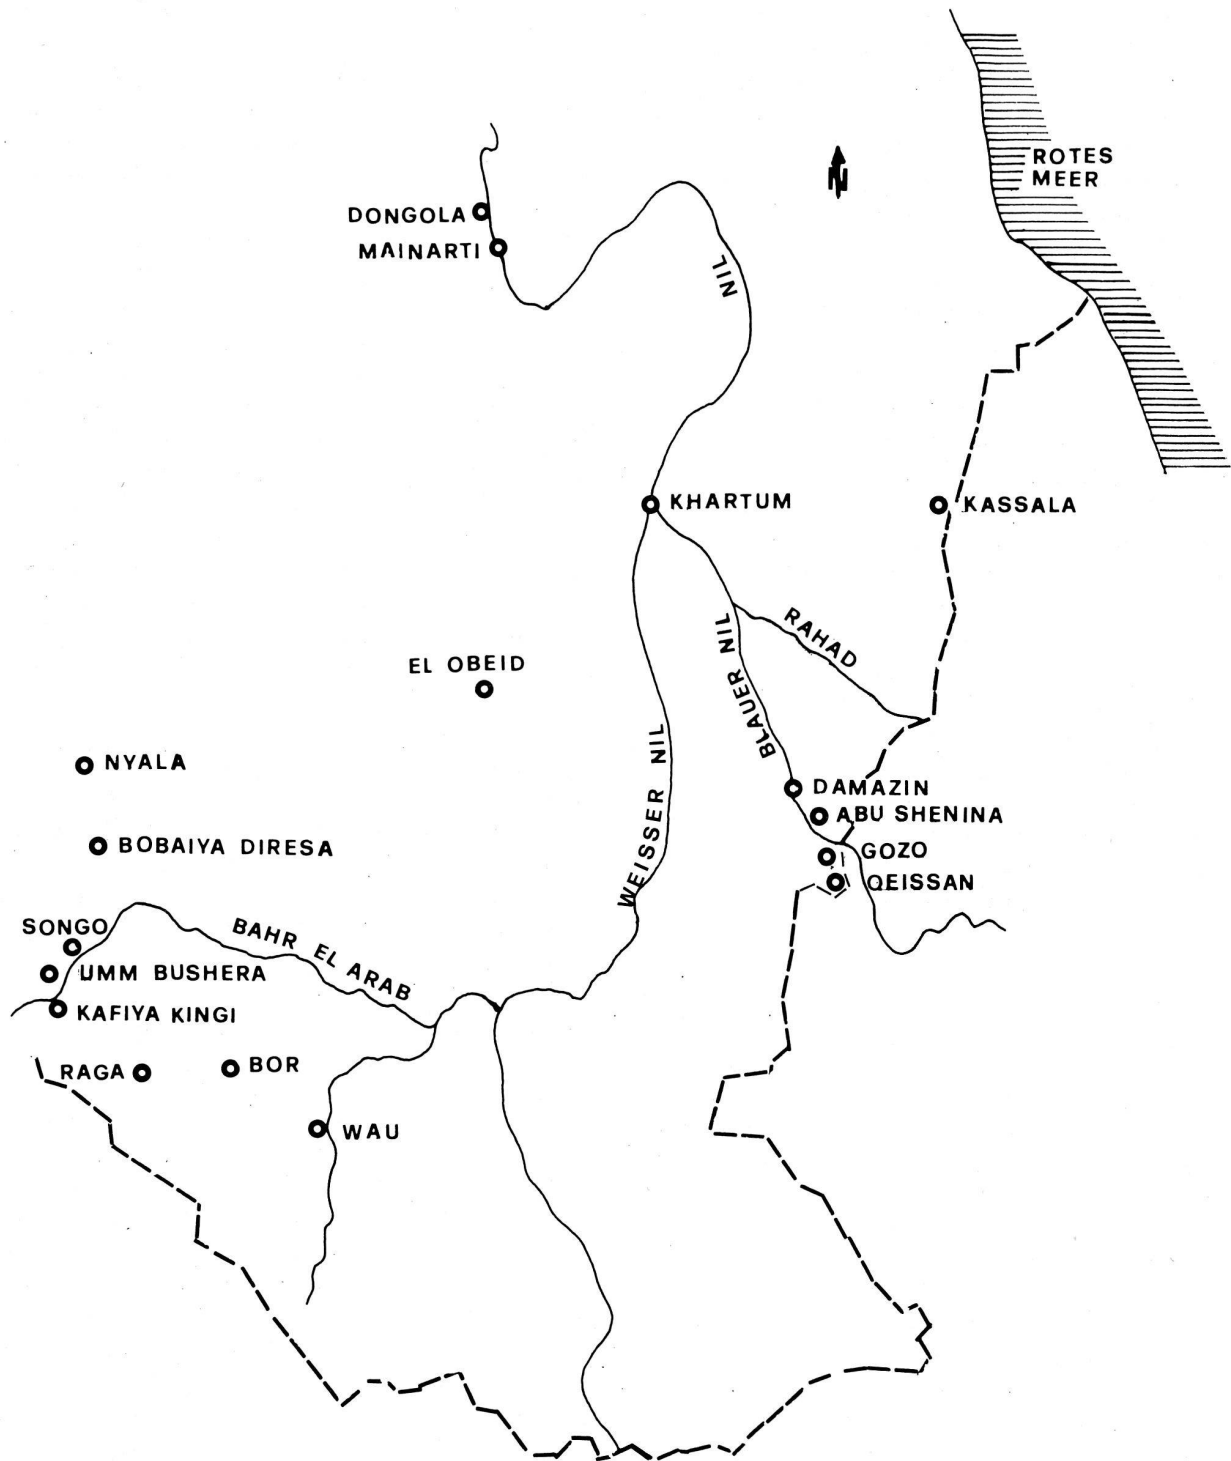 ROTES
MEER
N
DONGOLA
MAINARTI
NIL
KHARTUM
KASSALA
RAHAD
BLAUER NIL
EL OBEID
WEISSER NIL
NYALA
DAMAZIN
ABU SHENINA
BOBAIYA DIRESA
GOZO
QEISSAN
SONGO
BAHR EL ARAB
UMM BUSHERA
KAFIYA KINGI
RAGA
BOR
WAU